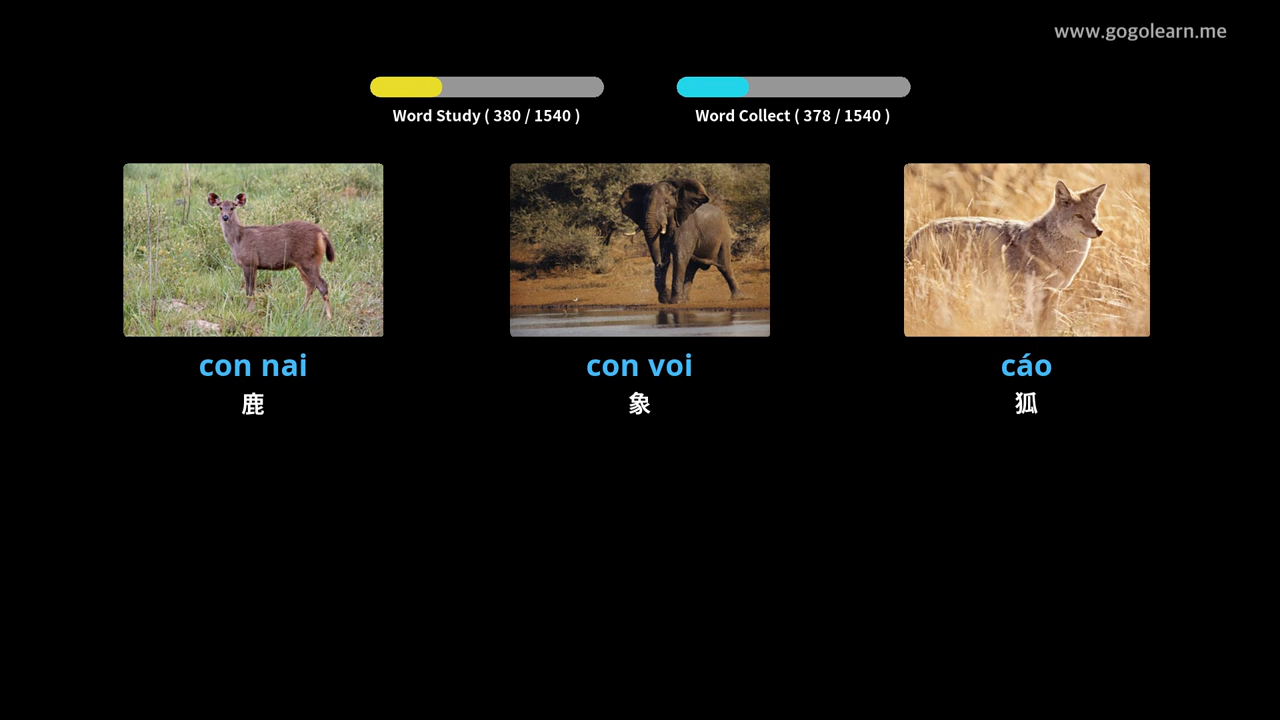 www.gogolearn.me
Word Study ( 380 / 1540 )
Word Collect ( 378 / 1540 )
con nai
con voi
cáo
鹿
象
狐